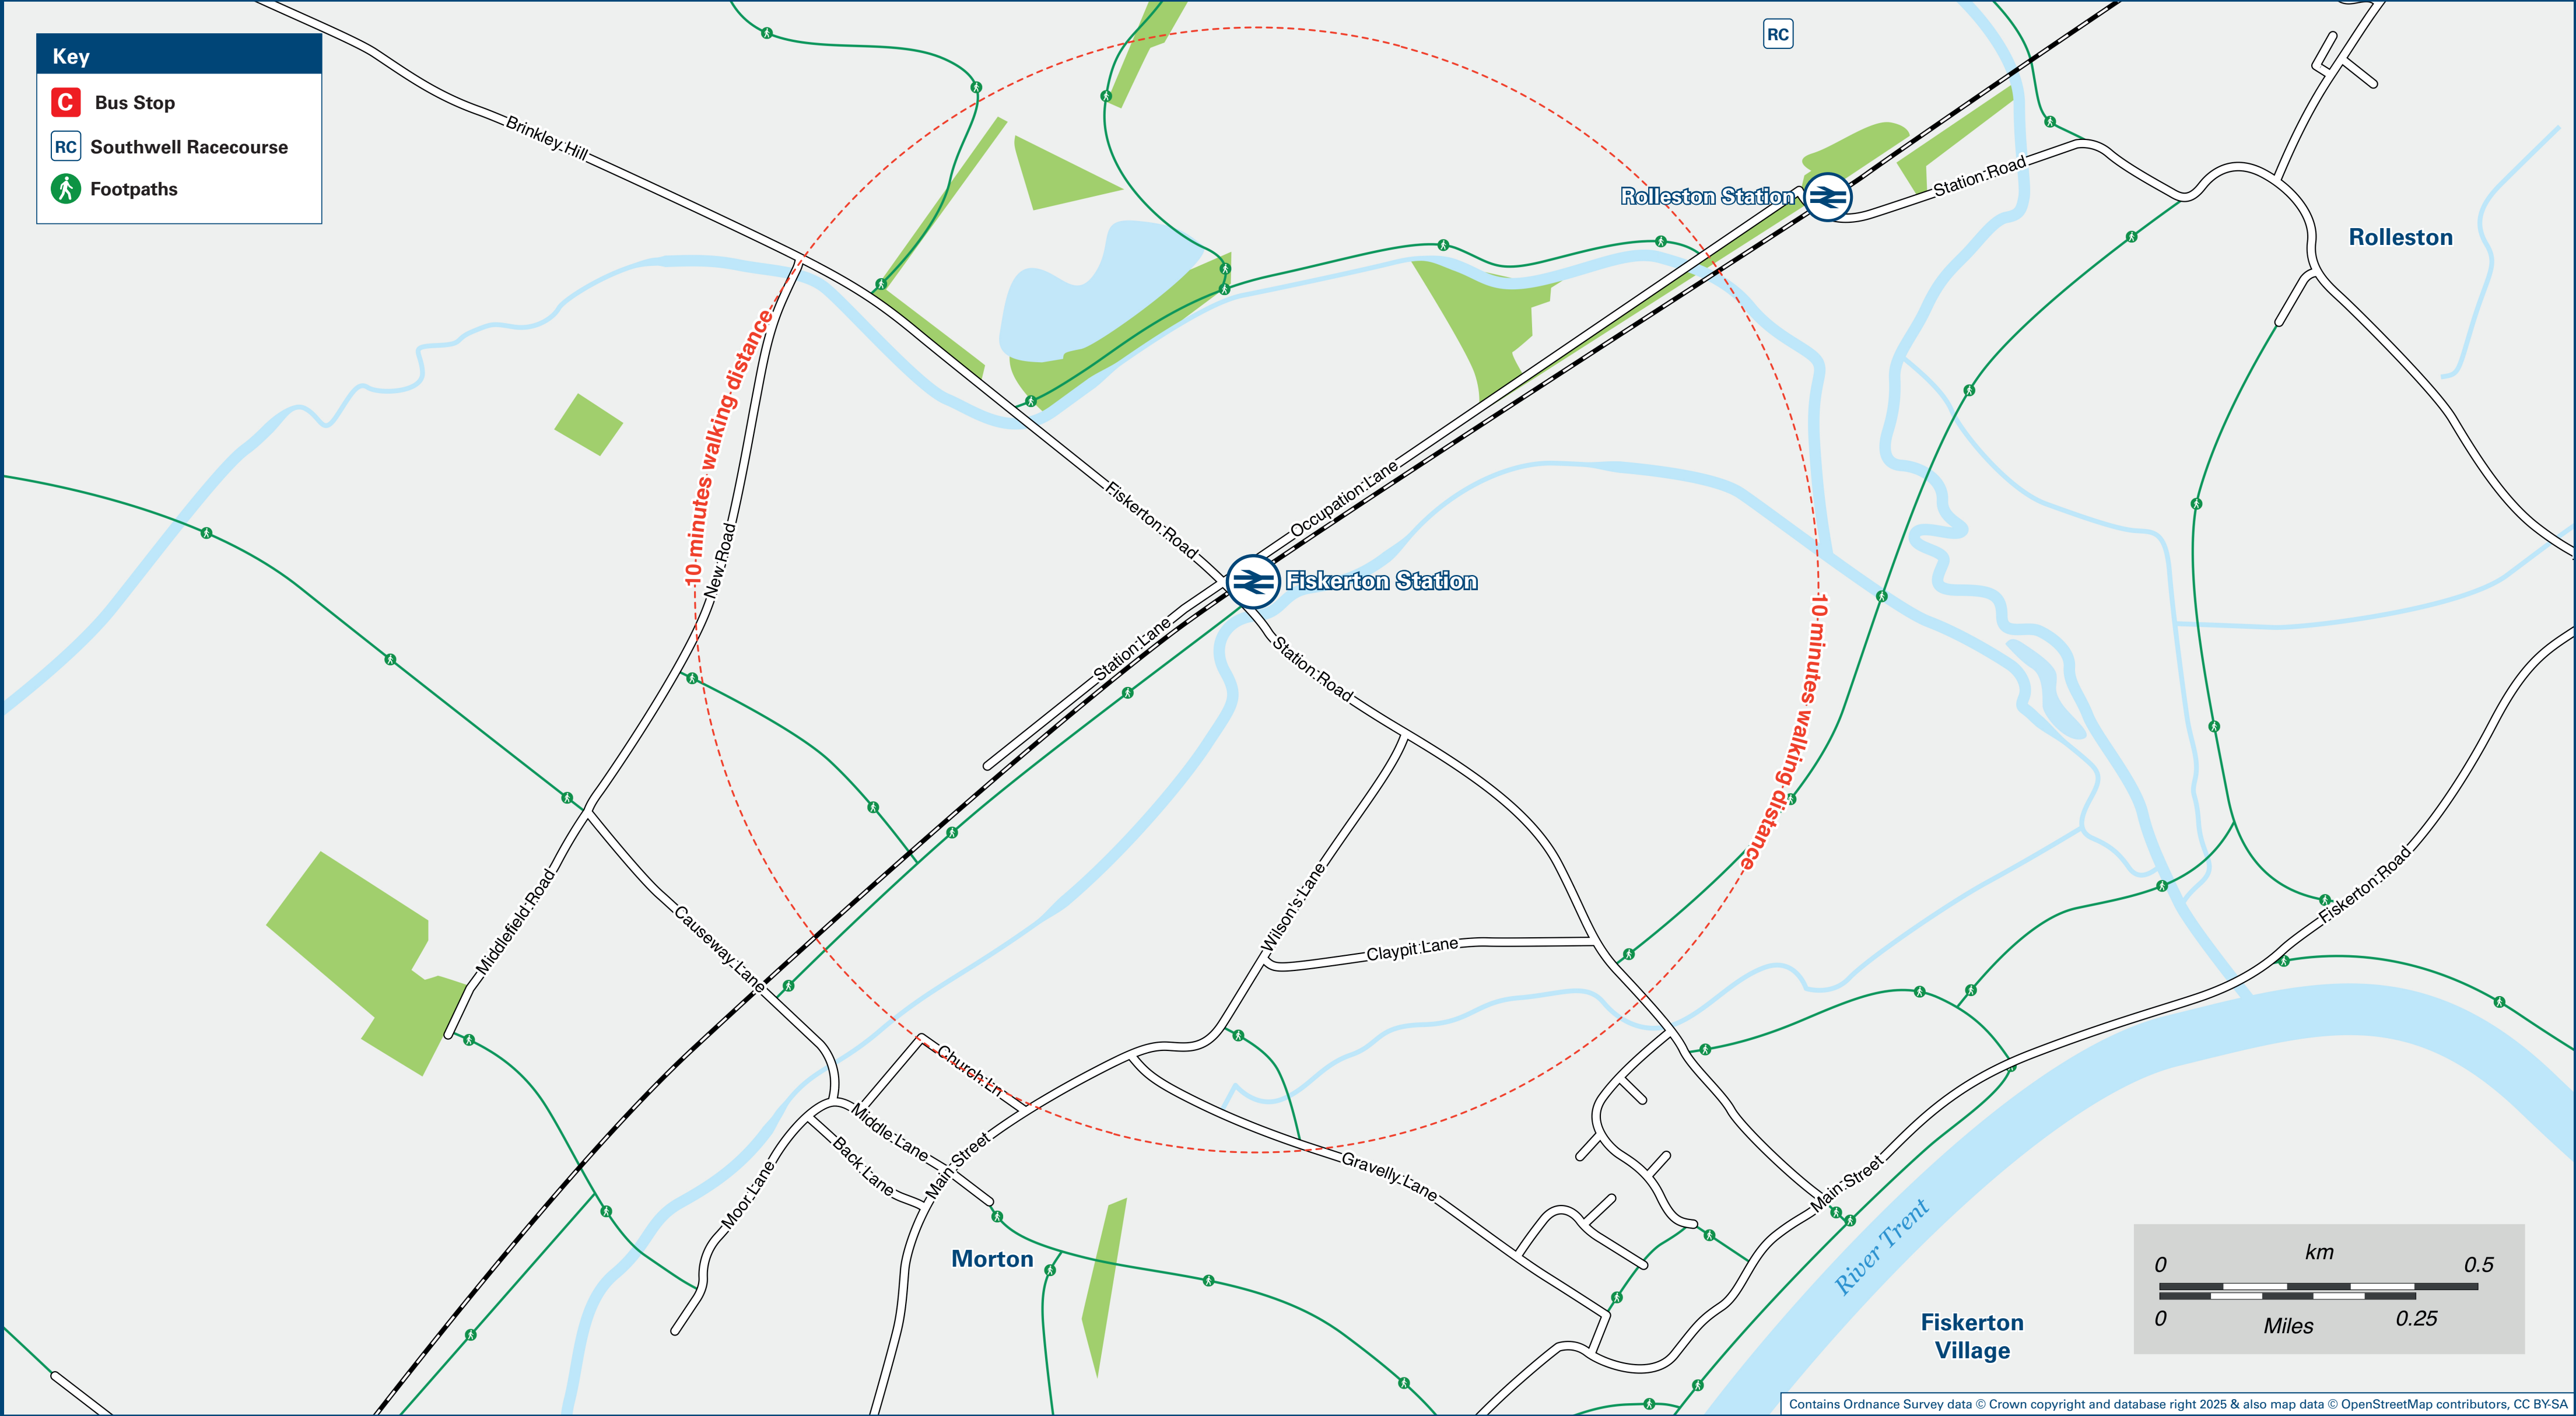 Key
C Bus Stop
RC Southwell Racecourse
Footpaths
RC
Brinkley Hill
Rolleston Station
Station Road
Rolleston
10 minutes walking distance
New Road
Fiskerton Road
Occupation Lane
Fiskerton Station
Station Lane
Station Road
10 minutes walking distance
Middlefield Road
Causeway Lane
Wilson's Lane
Claypit Lane
Fiskerton Road
Church Ln
Middle Lane
Back Lane
Main Street
Moor Lane
Gravelly Lane
Main Street
River Trent
Morton
Fiskerton
Village
km
0 0.5
0 0.25
Miles
Contains Ordnance Survey data © Crown copyright and database right 2025 & also map data © OpenStreetMap contributors, CC BY-SA